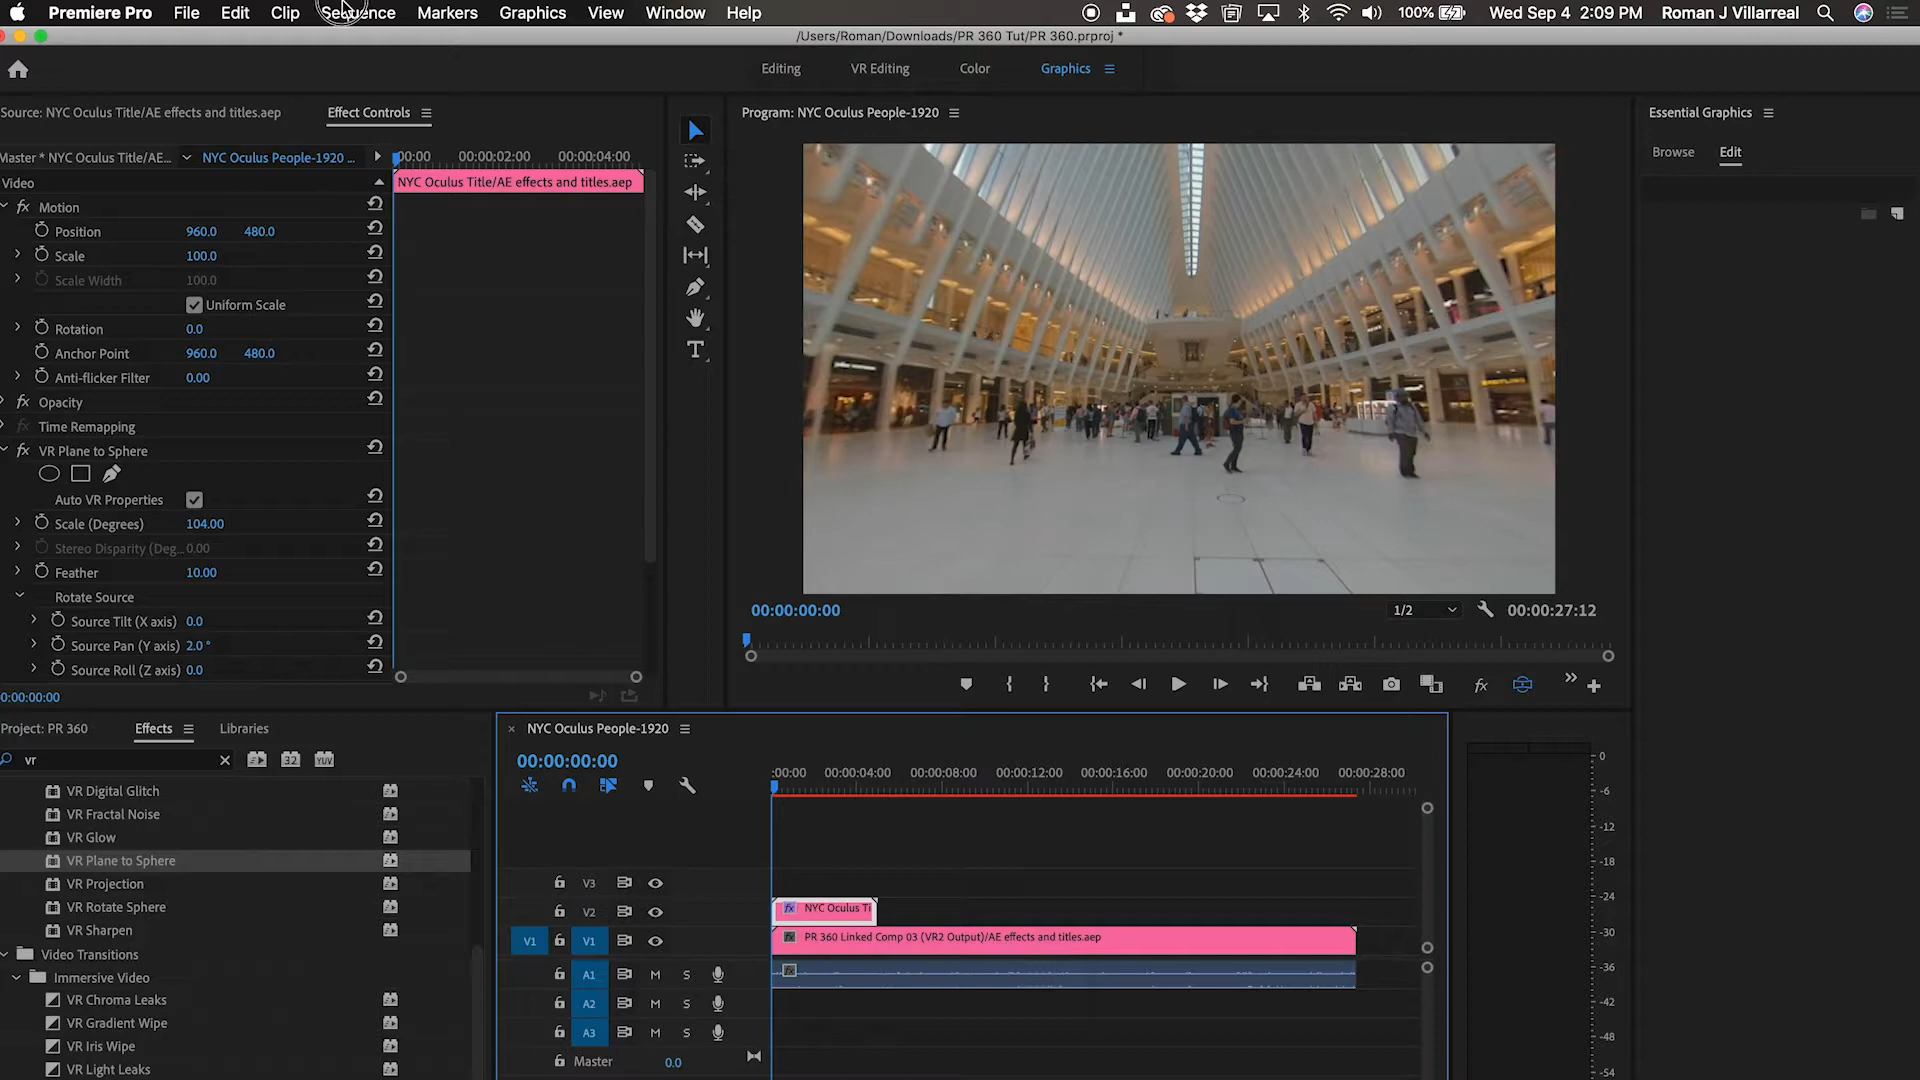 Premiere Pro File Edit Clip Sequence Markers Graphics View Window Help 100% Wed Sep 4 2:09 PM Roman J Villarreal
/Users/Roman/Downloads/PR 360 Tut/PR 360.prproj *
Editing VR Editing Color Graphics
Source: NYC Oculus Title/AE effects and titles.aep Effect Controls
Program: NYC Oculus People-1920
Essential Graphics
Browse Edit
Master * NYC Oculus Title/AE... NYC Oculus People-1920 ...
:00:00 00:00:02:00 00:00:04:00
Video
NYC Oculus Title/AE effects and titles.aep
fx Motion
Position 960.0 480.0
Scale 100.0
Scale Width 100.0
Uniform Scale
Rotation 0.0
Anchor Point 960.0 480.0
Anti-flicker Filter 0.00
fx Opacity
fx Time Remapping
fx VR Plane to Sphere
Auto VR Properties
Scale (Degrees) 104.00
Stereo Disparity (Deg... 0.00
Feather 10.00
Rotate Source
Source Tilt (X axis) 0.0
Source Pan (Y axis) 2.0 °
Source Roll (Z axis) 0.0
0:00:00:00
00:00:00:00 1/2 00:00:27:12
fx
Project: PR 360 Effects Libraries
vr 32 YUV
VR Digital Glitch
VR Fractal Noise
VR Glow
VR Plane to Sphere
VR Projection
VR Rotate Sphere
VR Sharpen
Video Transitions
Immersive Video
VR Chroma Leaks
VR Gradient Wipe
VR Iris Wipe
VR Light Leaks
× NYC Oculus People-1920
00:00:00:00
:00:00 00:00:04:00 00:00:08:00 00:00:12:00 00:00:16:00 00:00:20:00 00:00:24:00 00:00:28:00
V3
V2 fx NYC Oculus Ti
V1 V1 fx PR 360 Linked Comp 03 (VR2 Output)/AE effects and titles.aep
A1 M S fx
A2 M S
A3 M S
Master 0.0
0
-6
-12
-18
-24
-30
-36
-42
-48
-54